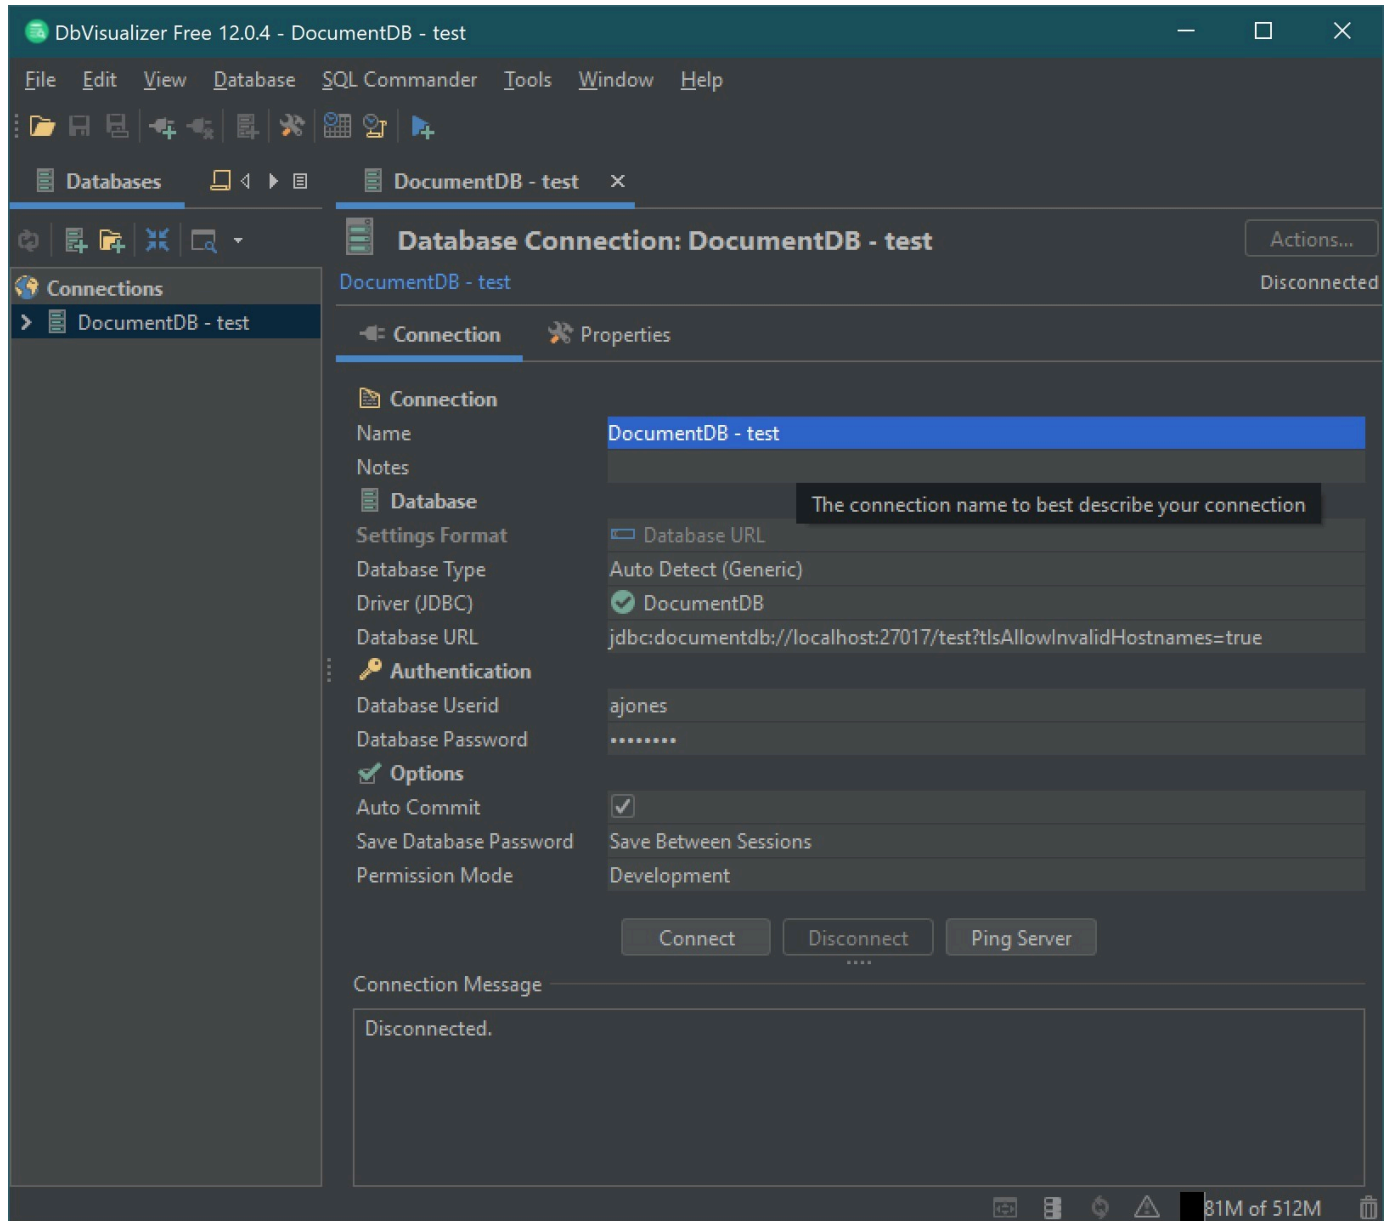 DbVisualizer Free 12.0.4 - DocumentDB - test
File Edit View Database SQL Commander Tools Window Help
Databases
DocumentDB - test
Database Connection: DocumentDB - test
Actions...
DocumentDB - test
Disconnected
Connections
DocumentDB - test
Connection Properties
Connection
Name DocumentDB - test
Notes
Database
The connection name to best describe your connection
Settings Format Database URL
Database Type Auto Detect (Generic)
Driver (JDBC) DocumentDB
Database URL jdbc:documentdb://localhost:27017/test?tlsAllowInvalidHostnames=true
Authentication
Database Userid ajones
Database Password ••••••••
Options
Auto Commit
Save Database Password Save Between Sessions
Permission Mode Development
Connect Disconnect Ping Server
Connection Message
Disconnected.
81M of 512M